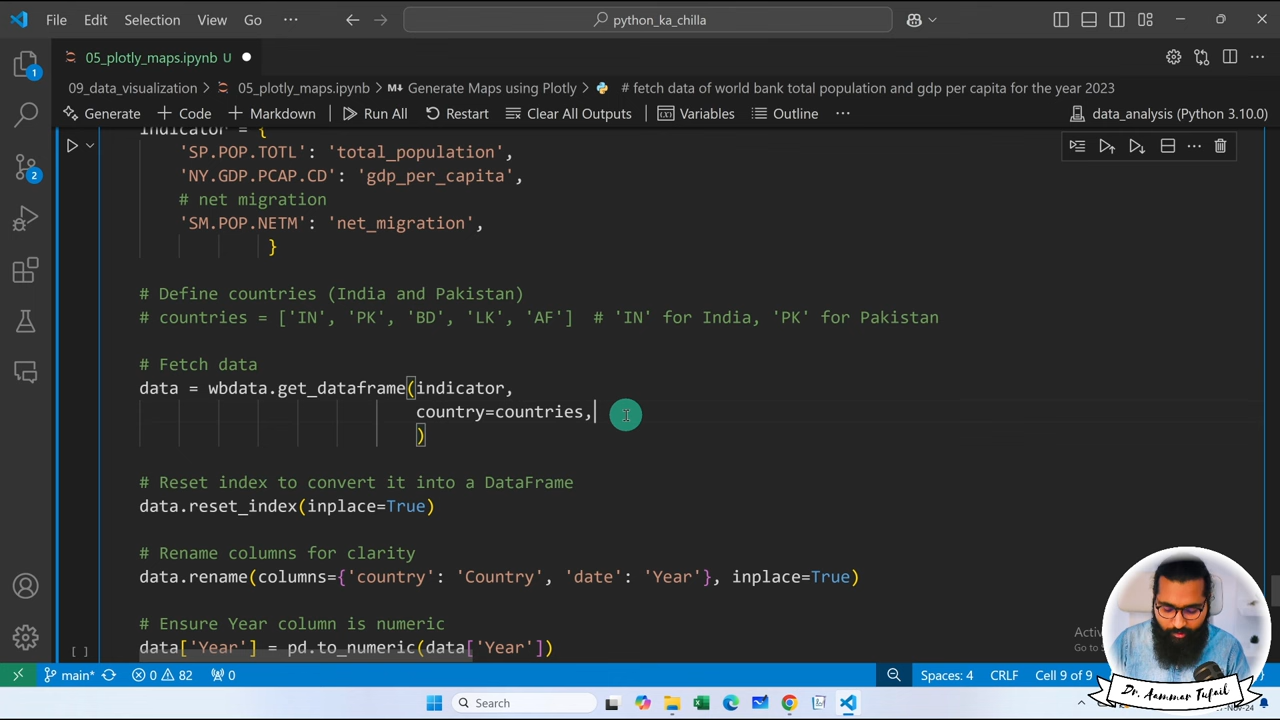 File Edit Selection View Go ··· python_ka_chilla
05_plotly_maps.ipynb U
09_data_visualization > 05_plotly_maps.ipynb > Generate Maps using Plotly > # fetch data of world bank total population and gdp per capita for the year 2023
Generate + Code + Markdown Run All Restart Clear All Outputs Variables Outline ··· data_analysis (Python 3.10.0)
indicator = {
'SP.POP.TOTL': 'total_population',
'NY.GDP.PCAP.CD': 'gdp_per_capita',
# net migration
'SM.POP.NETM': 'net_migration',
}
# Define countries (India and Pakistan)
# countries = ['IN', 'PK', 'BD', 'LK', 'AF'] # 'IN' for India, 'PK' for Pakistan
# Fetch data
data = wbdata.get_dataframe(indicator,
country=countries,
)
# Reset index to convert it into a DataFrame
data.reset_index(inplace=True)
# Rename columns for clarity
data.rename(columns={'country': 'Country', 'date': 'Year'}, inplace=True)
# Ensure Year column is numeric
data['Year'] = pd.to_numeric(data['Year'])
[ ]
Go to S
main* 0 82 0 Spaces: 4 CRLF Cell 9 of 9
1
2
Search
Dr. Aammar Tufail